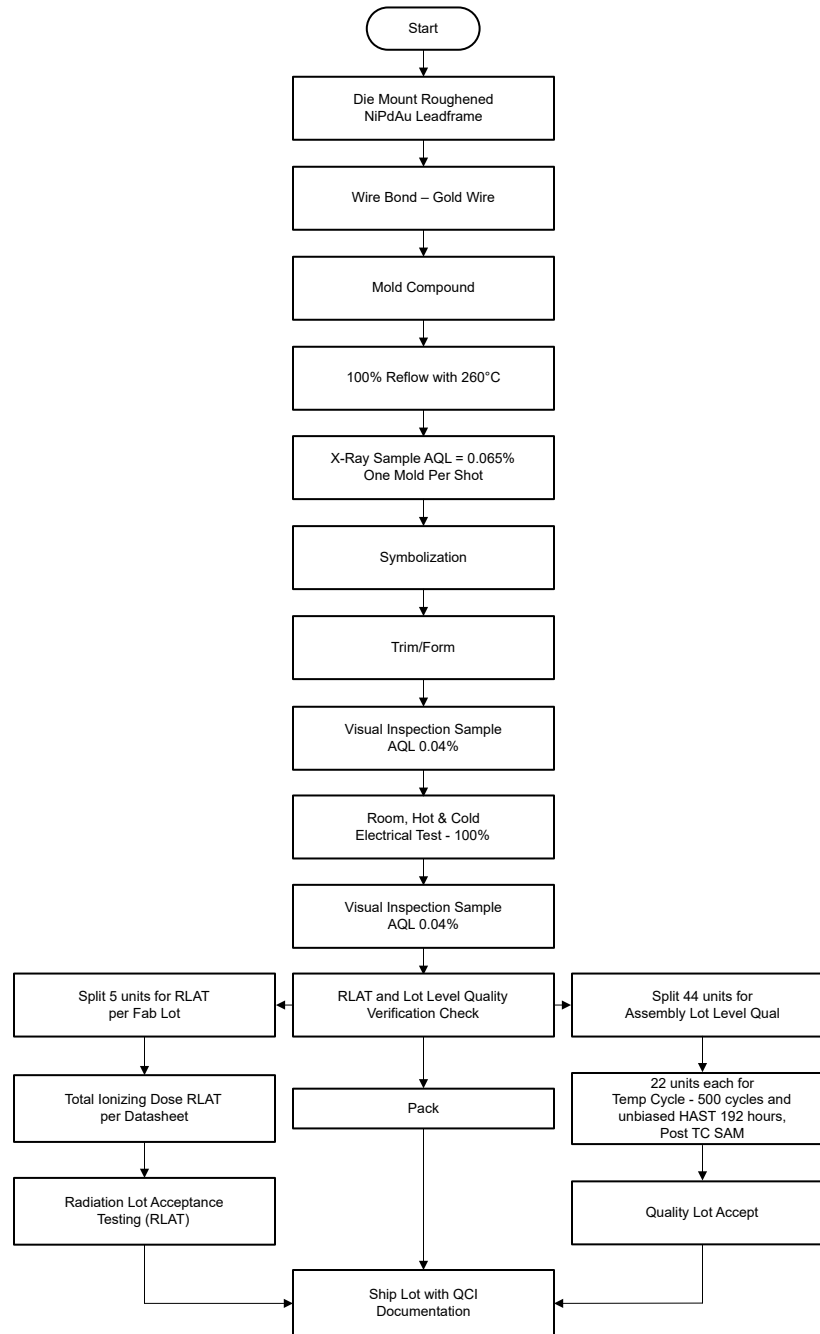 Start
Die Mount Roughened
NiPdAu Leadframe
Wire Bond – Gold Wire
Mold Compound
100% Reflow with 260°C
X-Ray Sample AQL = 0.065%
One Mold Per Shot
Symbolization
Trim/Form
Visual Inspection Sample
AQL 0.04%
Room, Hot & Cold
Electrical Test - 100%
Visual Inspection Sample
AQL 0.04%
Split 5 units for RLAT
per Fab Lot
RLAT and Lot Level Quality
Verification Check
Split 44 units for
Assembly Lot Level Qual
Total Ionizing Dose RLAT
per Datasheet
Pack
22 units each for
Temp Cycle - 500 cycles and
unbiased HAST 192 hours,
Post TC SAM
Radiation Lot Acceptance
Testing (RLAT)
Quality Lot Accept
Ship Lot with QCI
Documentation